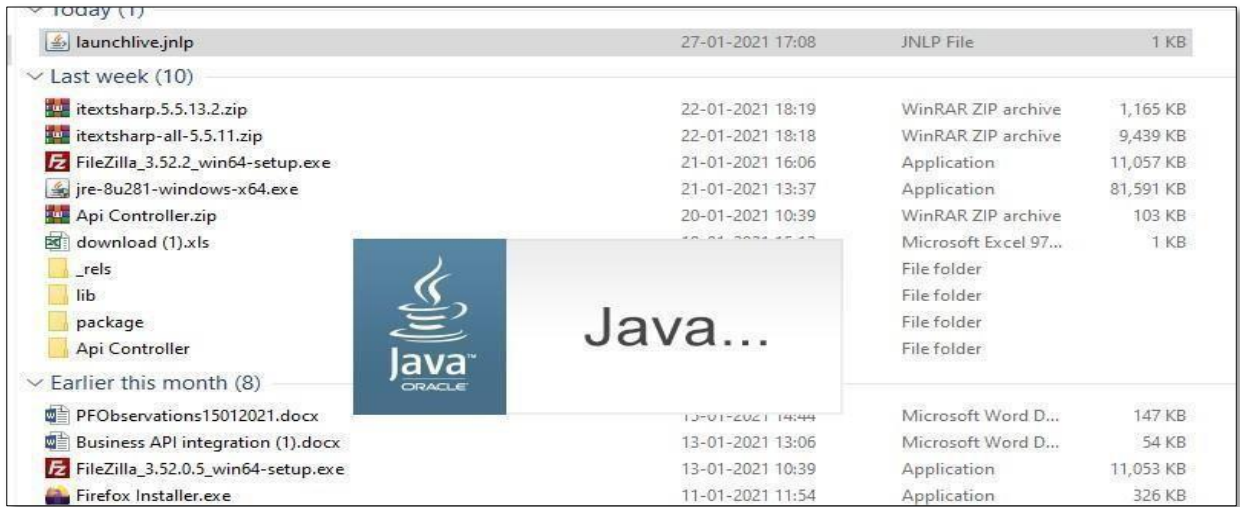 Today (1)
launchlive.jnlp 27-01-2021 17:08 JNLP File 1 KB
Last week (10)
itextsharp.5.5.13.2.zip 22-01-2021 18:19 WinRAR ZIP archive 1,165 KB
itextsharp-all-5.5.11.zip 22-01-2021 18:18 WinRAR ZIP archive 9,439 KB
FileZilla_3.52.2_win64-setup.exe 21-01-2021 16:06 Application 11,057 KB
jre-8u281-windows-x64.exe 21-01-2021 13:37 Application 81,591 KB
Api Controller.zip 20-01-2021 10:39 WinRAR ZIP archive 103 KB
download (1).xls Microsoft Excel 97... 1 KB
_rels File folder
lib File folder
package File folder
Api Controller File folder
Java...
Java™
ORACLE
Earlier this month (8)
PFObservations15012021.docx 15-01-2021 14:44 Microsoft Word D... 147 KB
Business API integration (1).docx 13-01-2021 13:06 Microsoft Word D... 54 KB
FileZilla_3.52.0.5_win64-setup.exe 13-01-2021 10:39 Application 11,053 KB
Firefox Installer.exe 11-01-2021 11:54 Application 326 KB